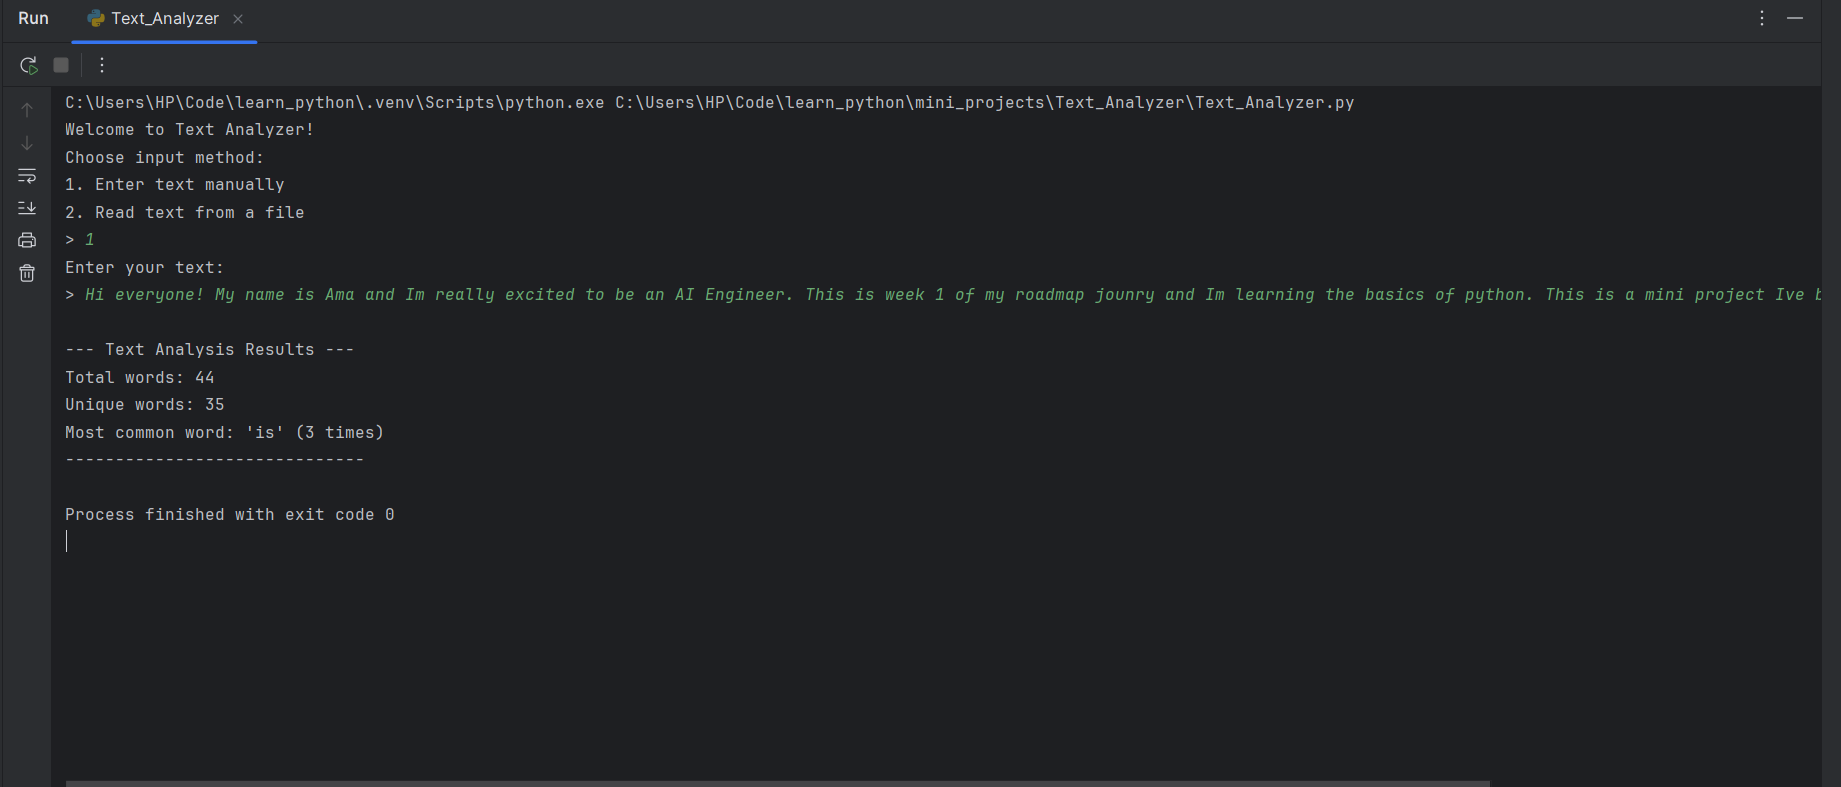 Run Text_Analyzer
C:\Users\HP\Code\learn_python\.venv\Scripts\python.exe C:\Users\HP\Code\learn_python\mini_projects\Text_Analyzer\Text_Analyzer.py
Welcome to Text Analyzer!
Choose input method:
1. Enter text manually
2. Read text from a file
> 1
Enter your text:
> Hi everyone! My name is Ama and Im really excited to be an AI Engineer. This is week 1 of my roadmap jounry and Im learning the basics of python. This is a mini project Ive
--- Text Analysis Results ---
Total words: 44
Unique words: 35
Most common word: 'is' (3 times)
------------------------------
Process finished with exit code 0